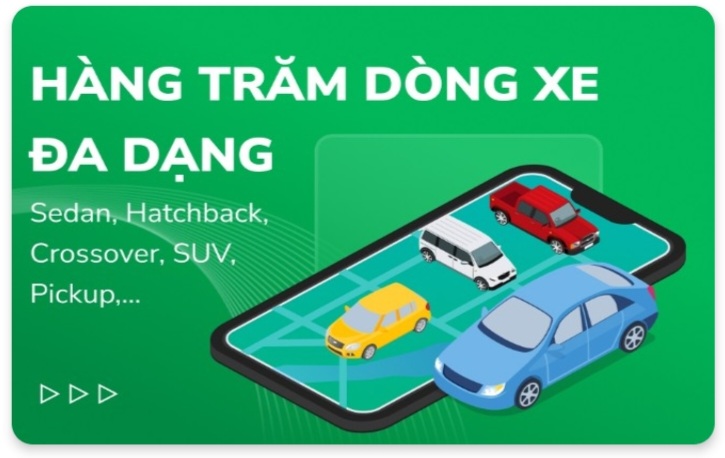 HÀNG TRĂM DÒNG XE
ĐA DẠNG
Sedan, Hatchback,
Crossover, SUV,
Pickup,...